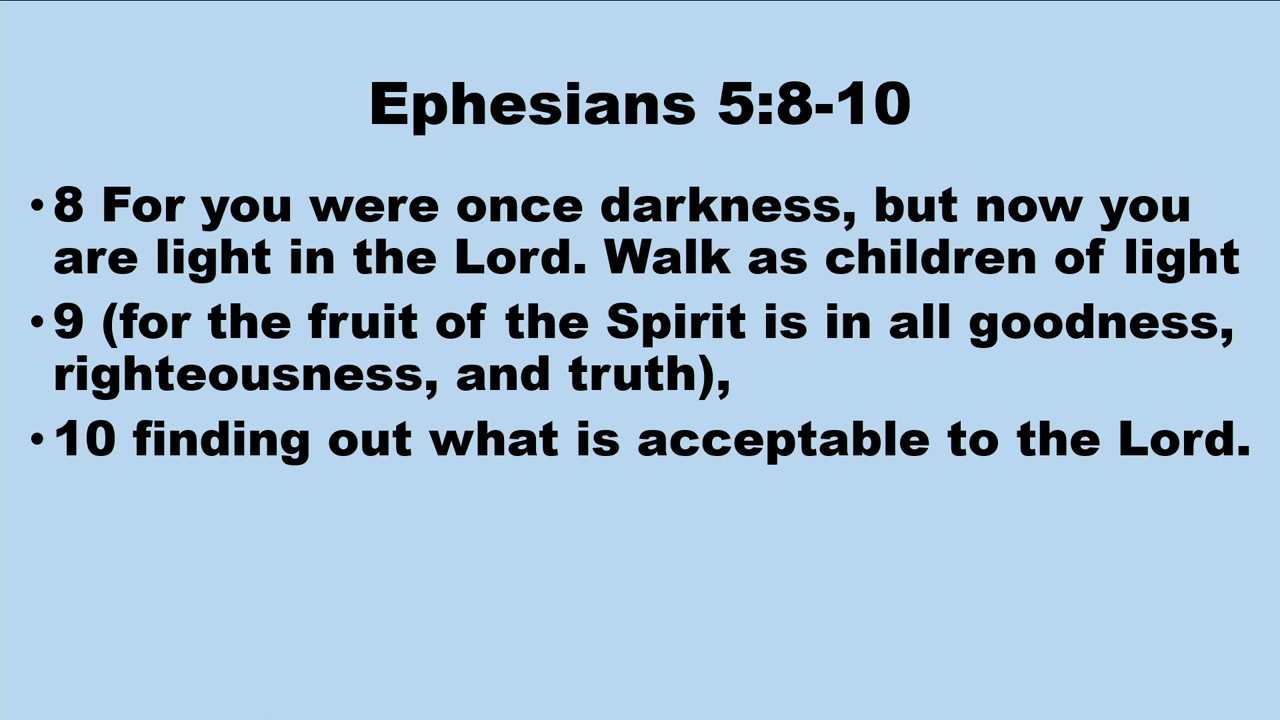 Ephesians 5:8-10
• 8 For you were once darkness, but now you
are light in the Lord. Walk as children of light
• 9 (for the fruit of the Spirit is in all goodness,
righteousness, and truth),
• 10 finding out what is acceptable to the Lord.